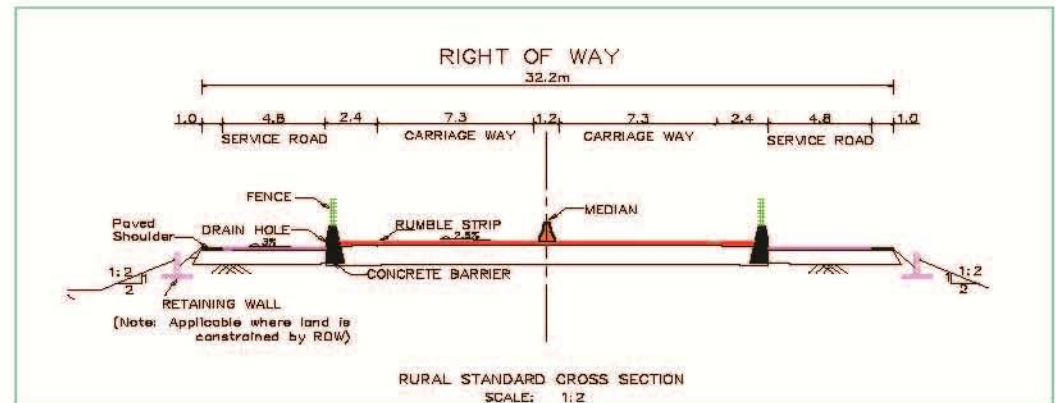 RIGHT OF WAY
32.2m
1.0 4.8 2.4 7.3 1.2 7.3 2.4 4.8 1.0
SERVICE ROAD CARRIAGE WAY CARRIAGE WAY SERVICE ROAD
FENCE
MEDIAN
Paved
Shoulder
DRAIN HOLE
RUMBLE STRIP
3%
2.5%
CONCRETE BARRIER
1:2
2
1:2
2
RETAINING WALL
(Note: Applicable where land is
constrained by ROW)
RURAL STANDARD CROSS SECTION
SCALE: 1:2